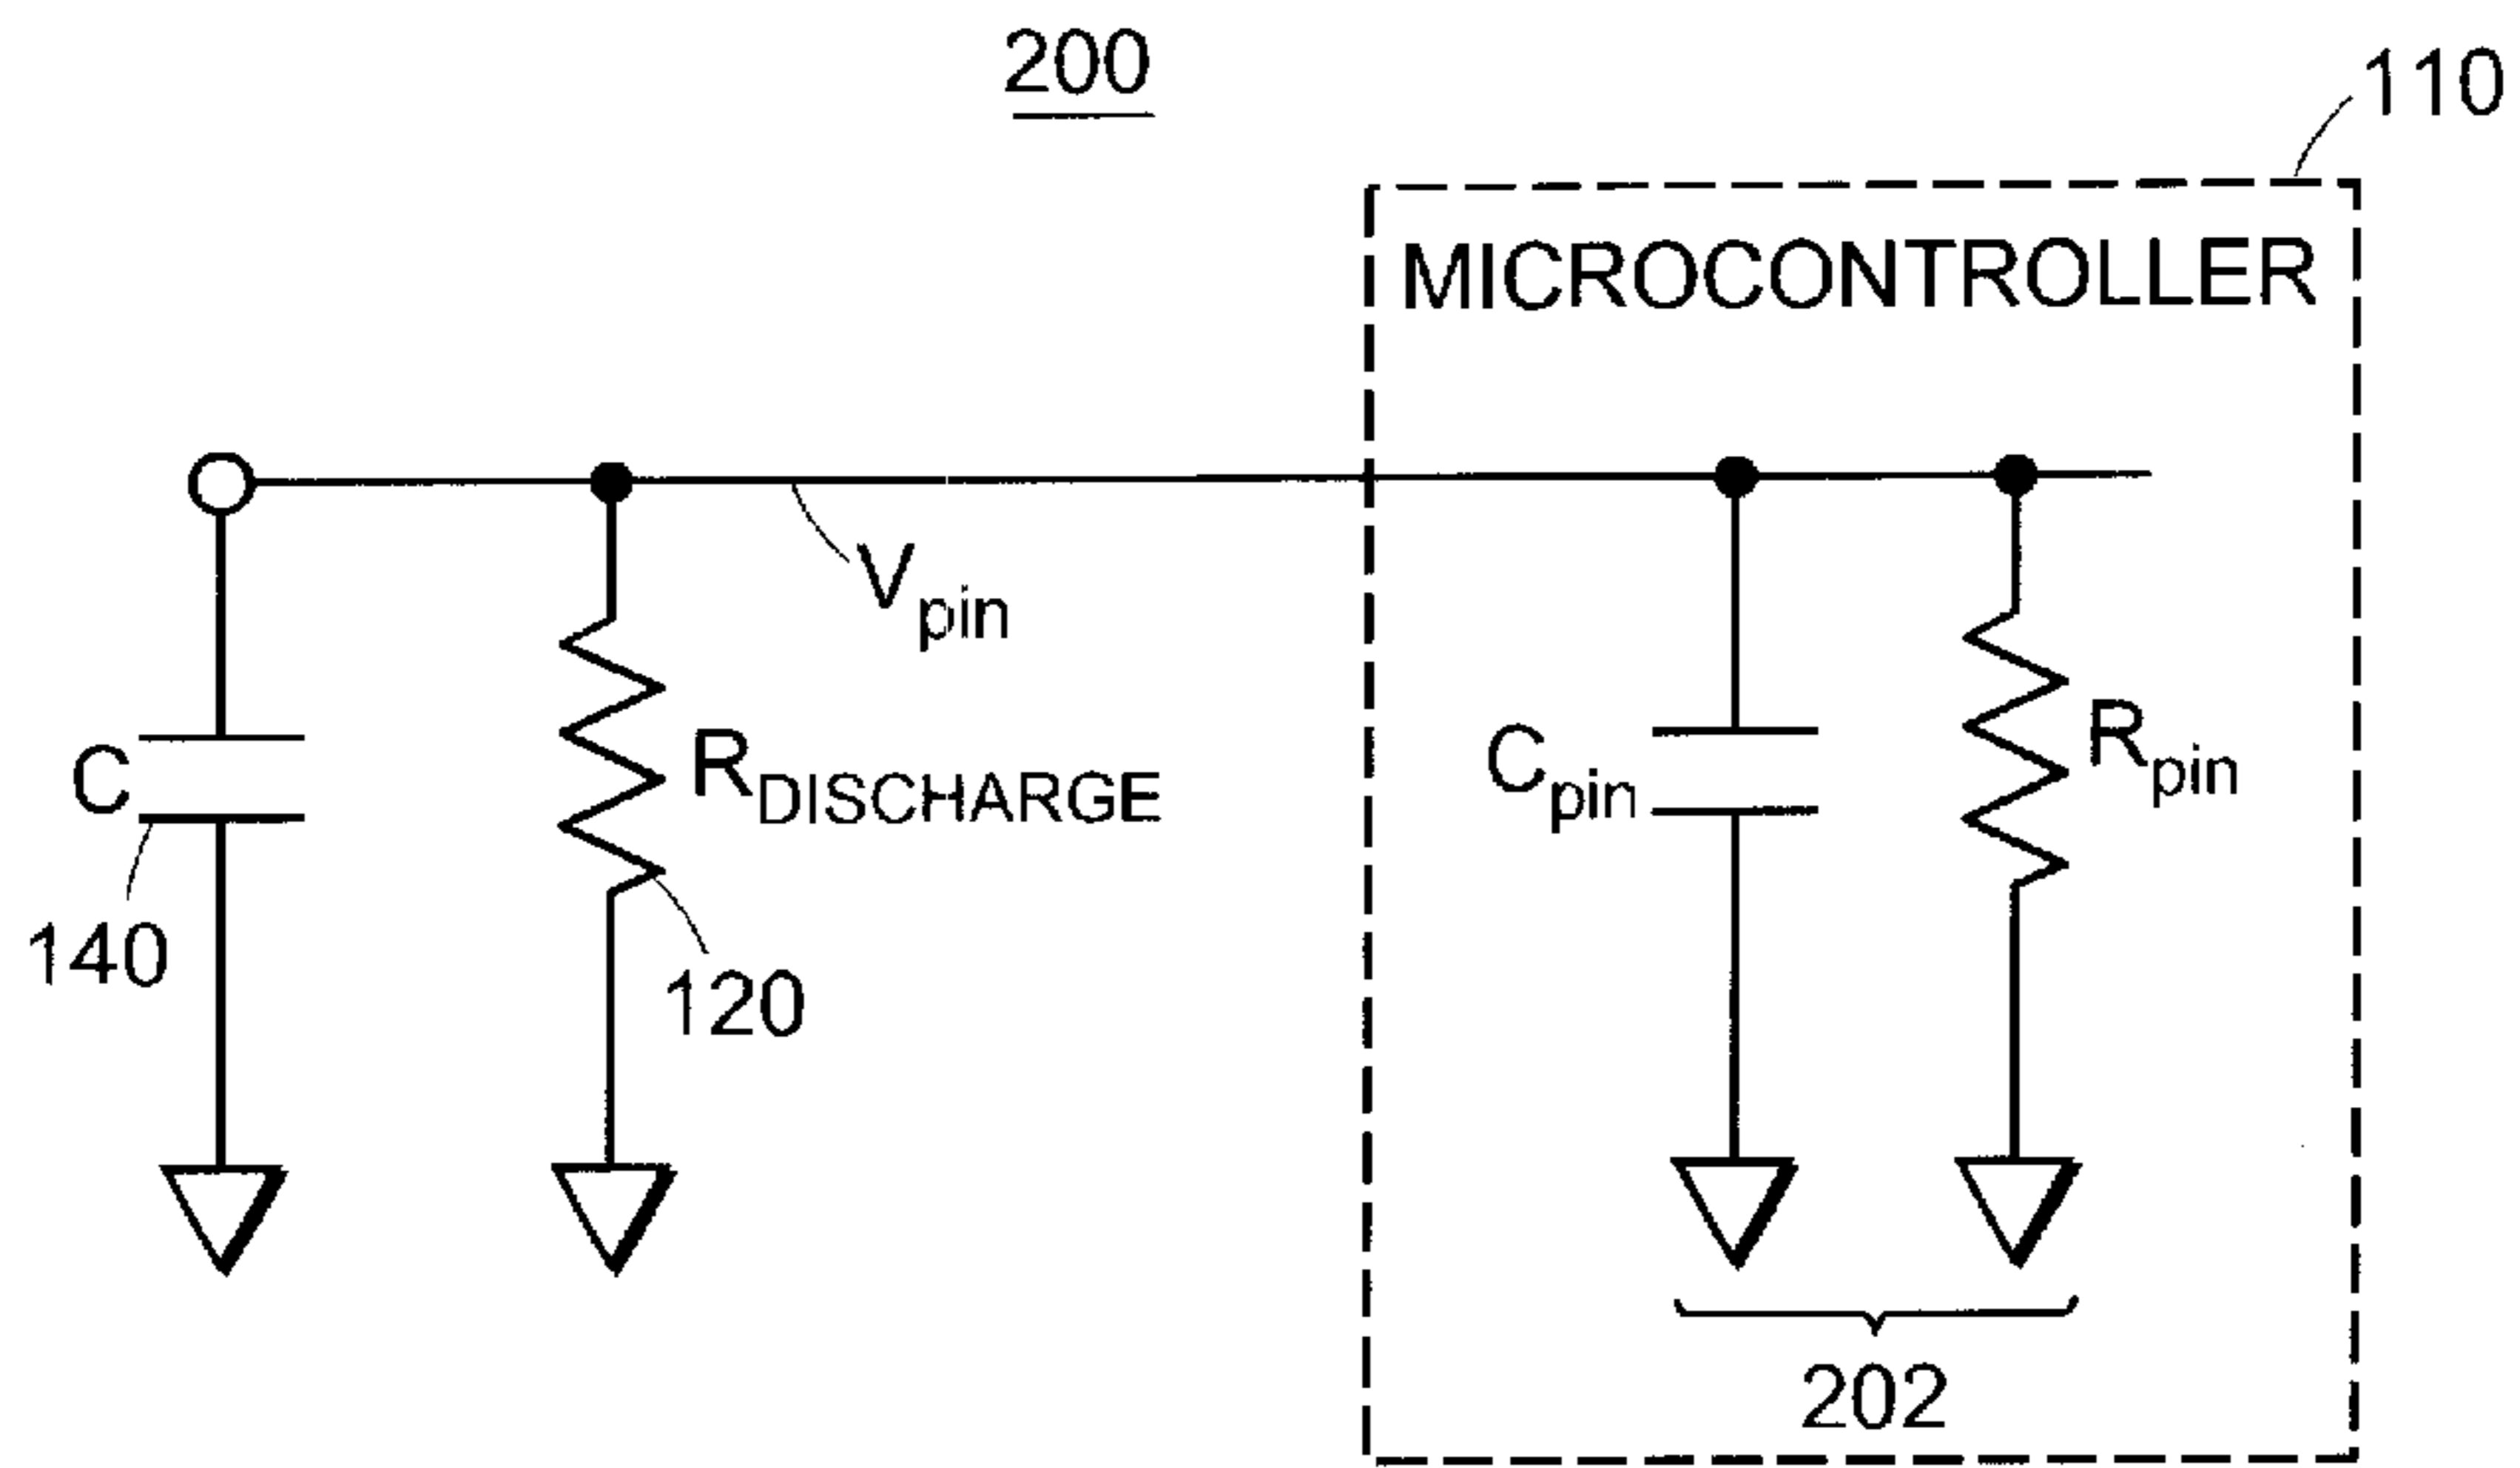 200
110
MICROCONTROLLER
Vpin
C
RDISCHARGE
Cpin
Rpin
140
120
202